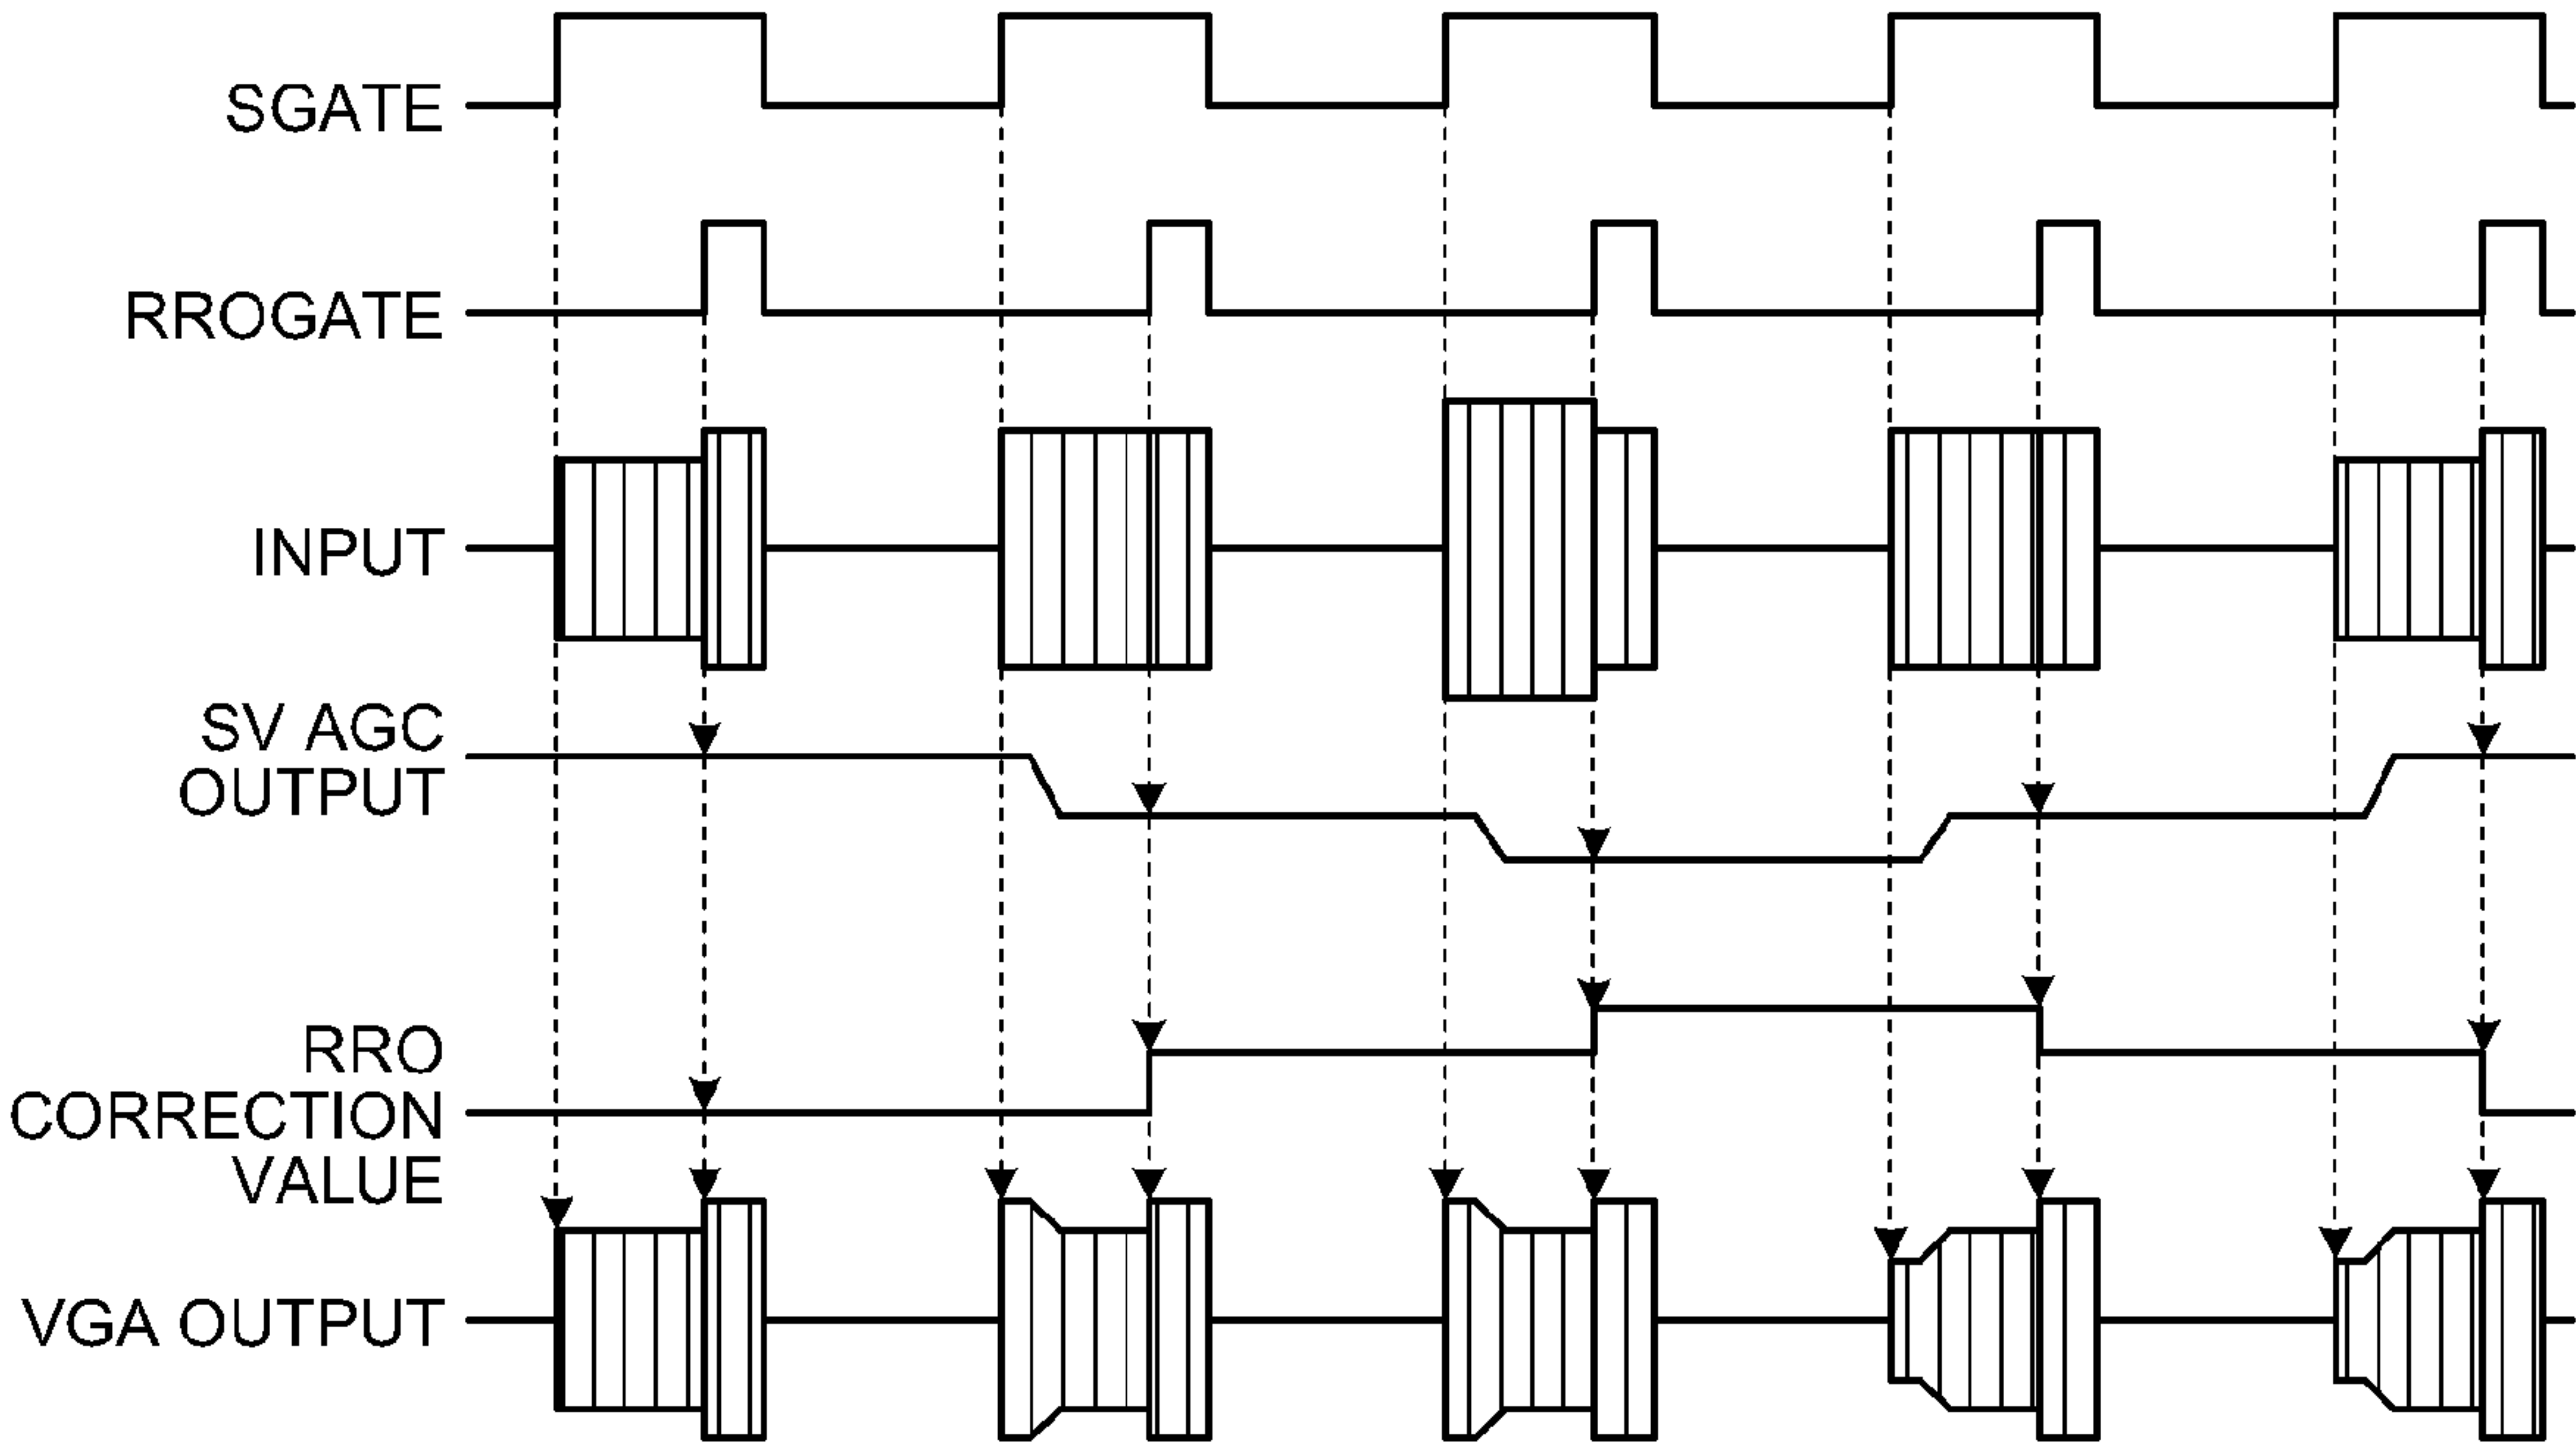 SGATE
RROGATE
INPUT
SV AGC
OUTPUT
RRO
CORRECTION
VALUE
VGA OUTPUT